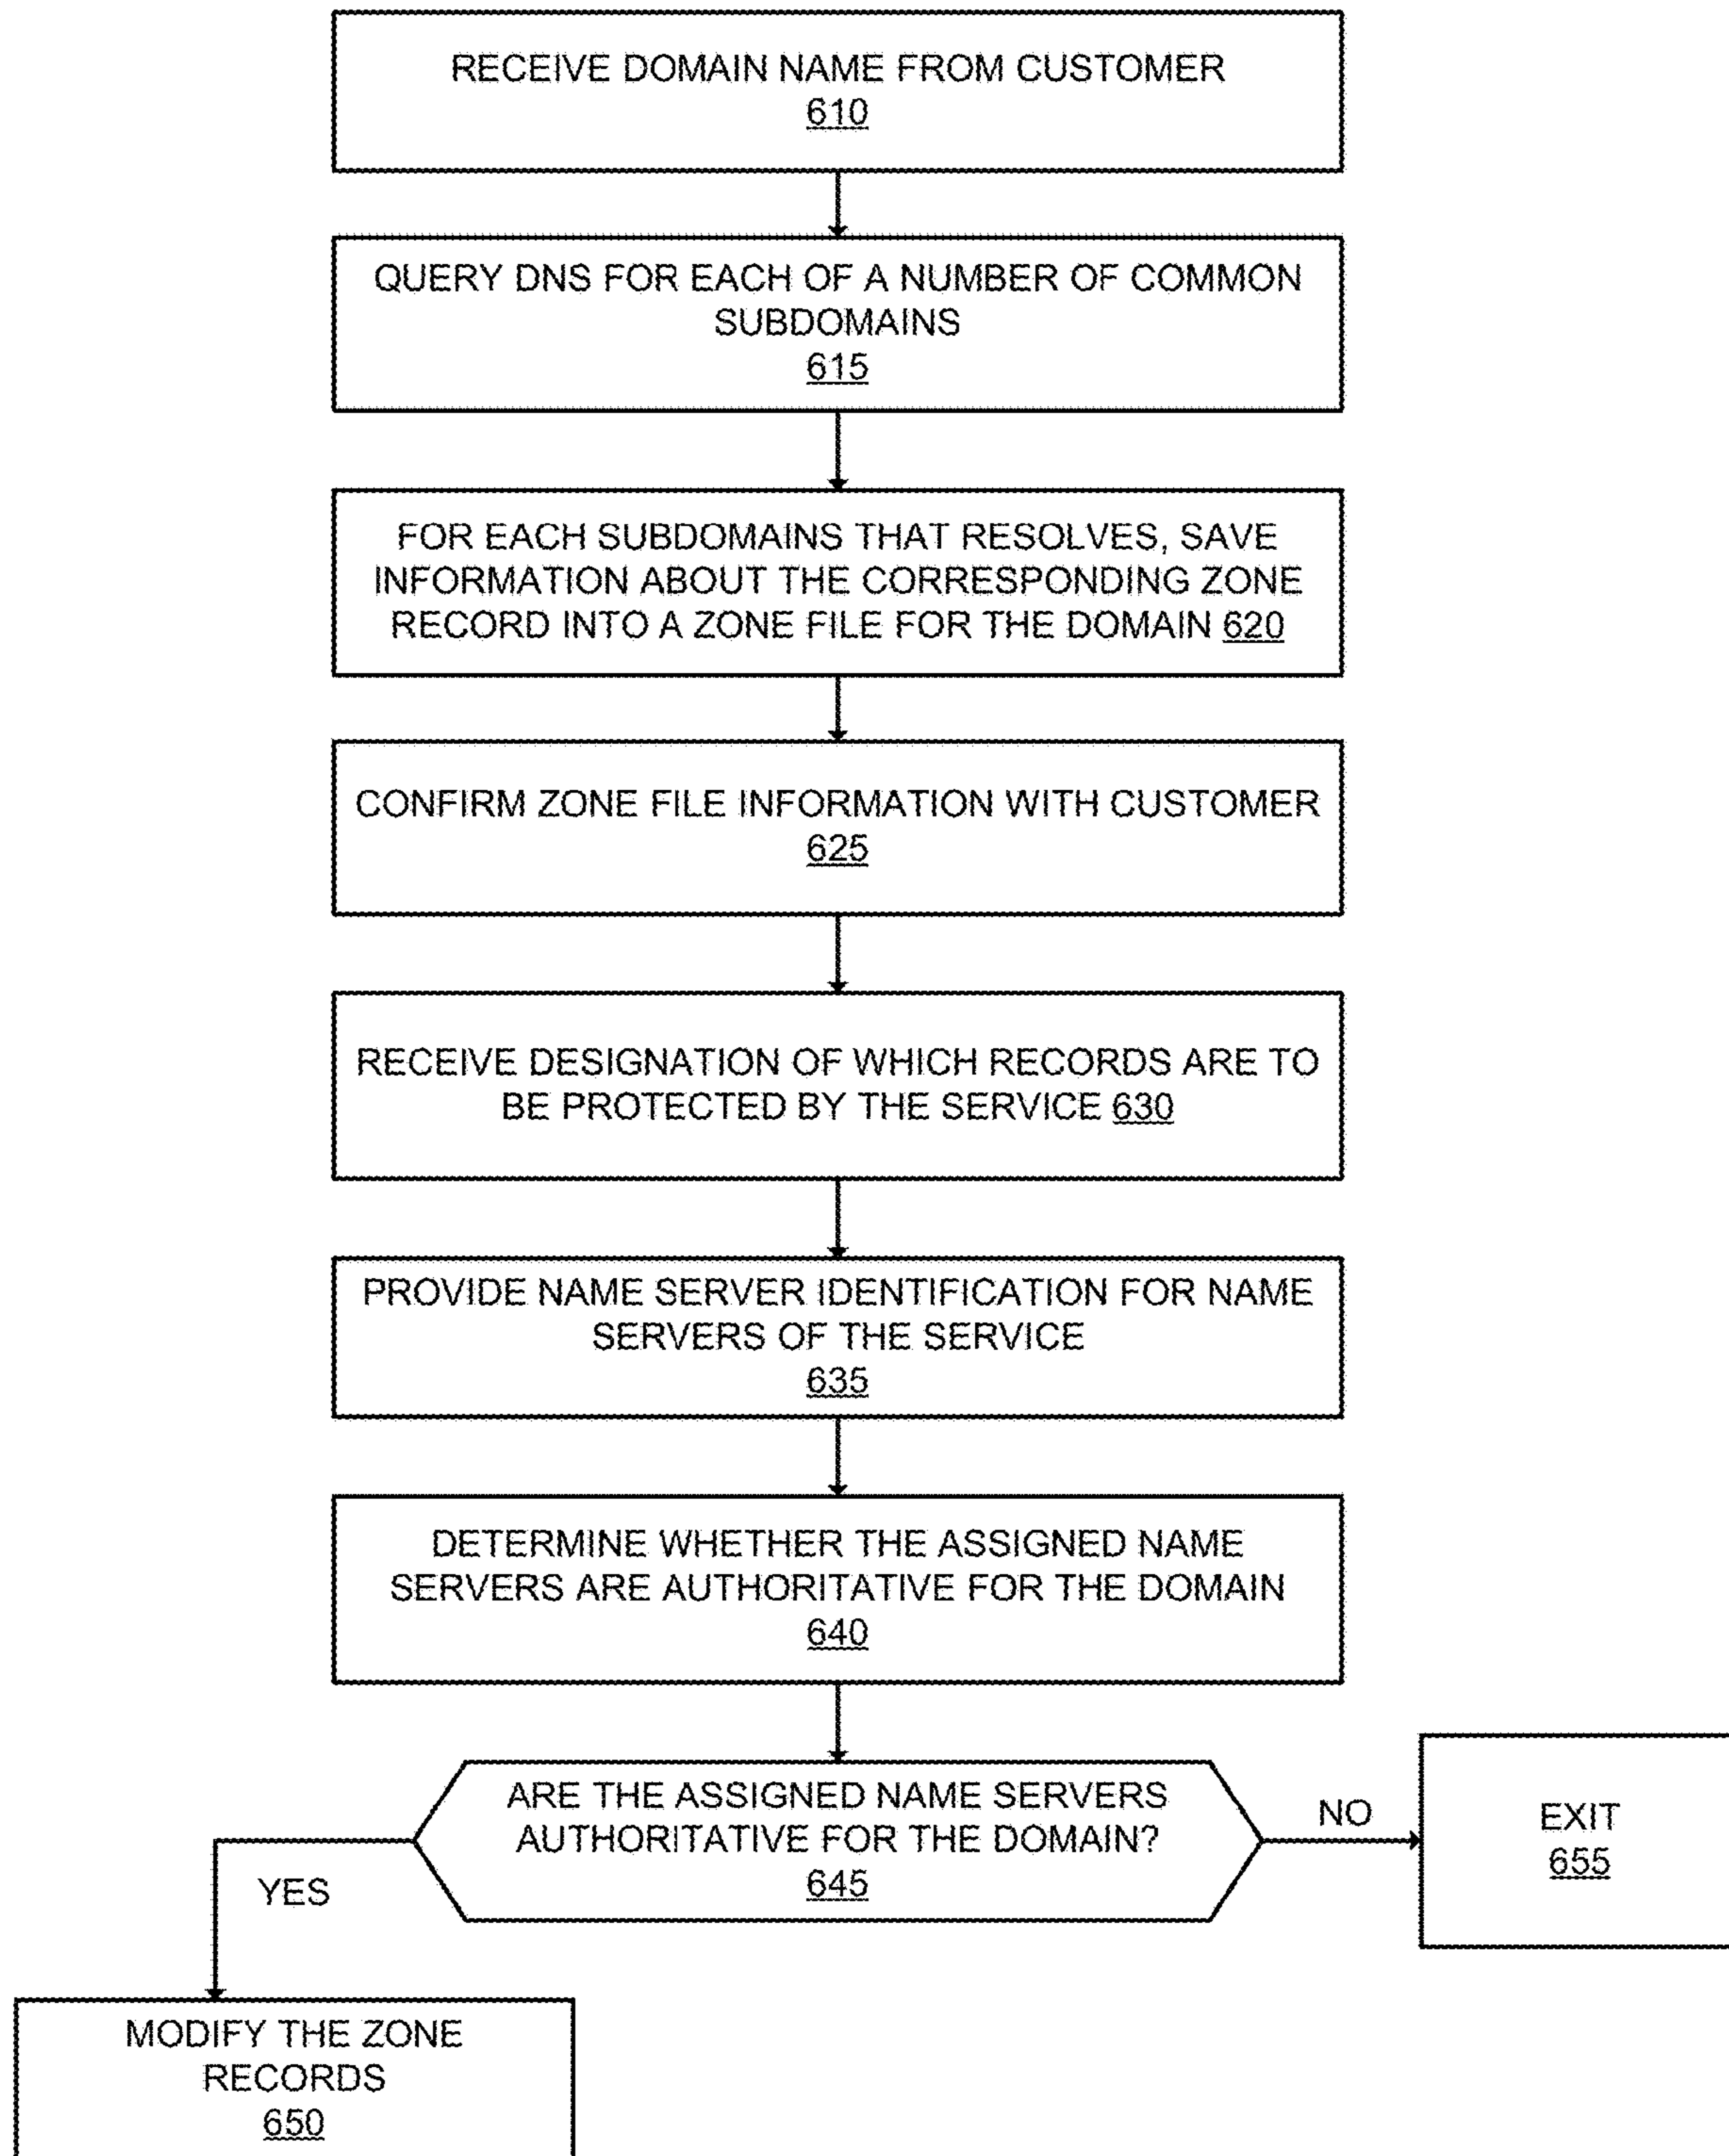 RECEIVE DOMAIN NAME FROM CUSTOMER
610
QUERY DNS FOR EACH OF A NUMBER OF COMMON
SUBDOMAINS
615
FOR EACH SUBDOMAINS THAT RESOLVES, SAVE
INFORMATION ABOUT THE CORRESPONDING ZONE
RECORD INTO A ZONE FILE FOR THE DOMAIN 620
CONFIRM ZONE FILE INFORMATION WITH CUSTOMER
625
RECEIVE DESIGNATION OF WHICH RECORDS ARE TO
BE PROTECTED BY THE SERVICE 630
PROVIDE NAME SERVER IDENTIFICATION FOR NAME
SERVERS OF THE SERVICE
635
DETERMINE WHETHER THE ASSIGNED NAME
SERVERS ARE AUTHORITATIVE FOR THE DOMAIN
640
ARE THE ASSIGNED NAME SERVERS
AUTHORITATIVE FOR THE DOMAIN?
645
NO
EXIT
655
YES
MODIFY THE ZONE
RECORDS
650